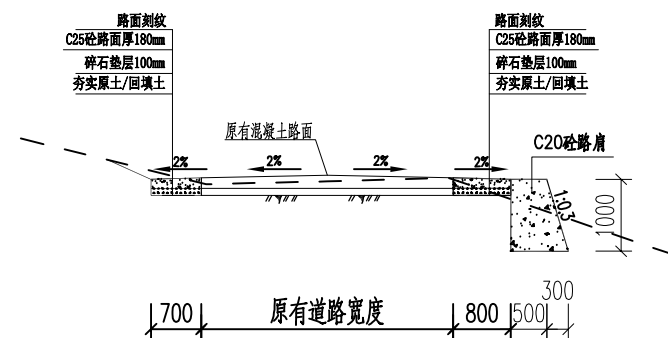 路面刻纹
C25砼路面厚180mm
碎石垫层100mm
夯实原土/回填土
路面刻纹
C25砼路面厚180mm
碎石垫层100mm
夯实原土/回填土
原有混凝土路面
C20砼路肩
2%
2%
2%
2%
1:0.3
1000
300
700
原有道路宽度
800
500